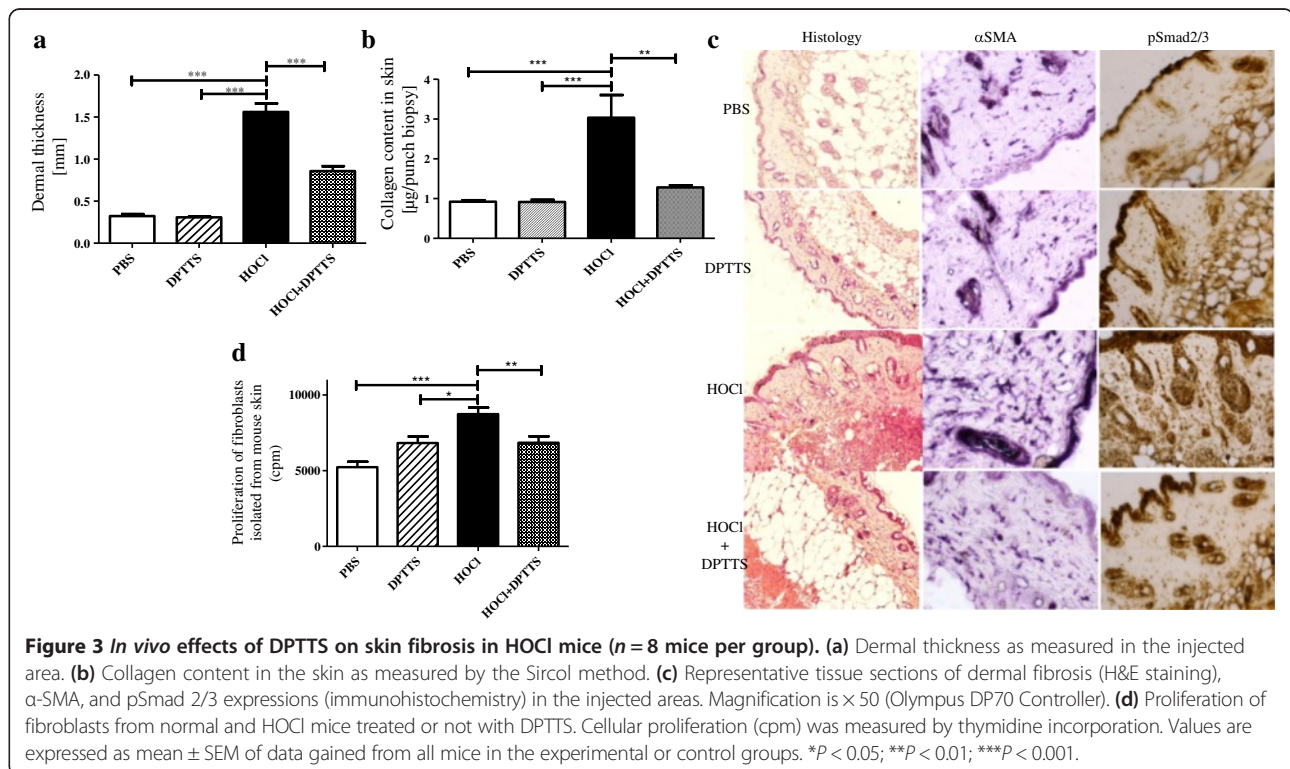 a
***
***
***
Dermal thickness
[mm]
2.0
1.5
1.0
0.5
0.0
PBS
DPTTS
HOCl
HOCl+DPTTS
b
**
***
***
Collagen content in skin
[µg/punch biopsy]
4
3
2
1
0
PBS
DPTTS
HOCl
HOCl+DPTTS
c
Histology
αSMA
pSmad2/3
PBS
DPTTS
HOCl
HOCl
+
DPTTS
d
**
***
*
Proliferation of fibroblasts
isolated from mouse skin
(cpm)
10000
5000
0
PBS
DPTTS
HOCl
HOCl+DPTTS
Figure 3 In vivo effects of DPTTS on skin fibrosis in HOCl mice (n = 8 mice per group). (a) Dermal thickness as measured in the injected
area. (b) Collagen content in the skin as measured by the Sircol method. (c) Representative tissue sections of dermal fibrosis (H&E staining),
α-SMA, and pSmad 2/3 expressions (immunohistochemistry) in the injected areas. Magnification is × 50 (Olympus DP70 Controller). (d) Proliferation of
fibroblasts from normal and HOCl mice treated or not with DPTTS. Cellular proliferation (cpm) was measured by thymidine incorporation. Values are
expressed as mean ± SEM of data gained from all mice in the experimental or control groups. *P < 0.05; **P < 0.01; ***P < 0.001.